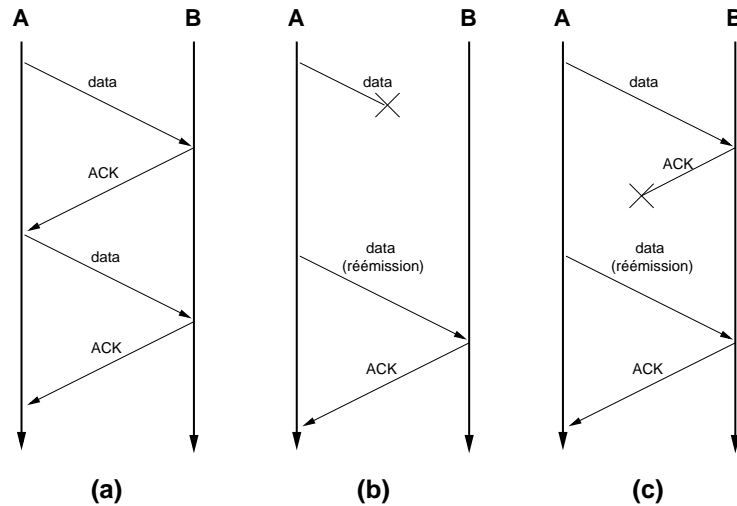 A
B
data
ACK
data
ACK
(a)
A
B
data
data
(réémission)
ACK
(b)
A
B
data
ACK
data
(réémission)
ACK
(c)